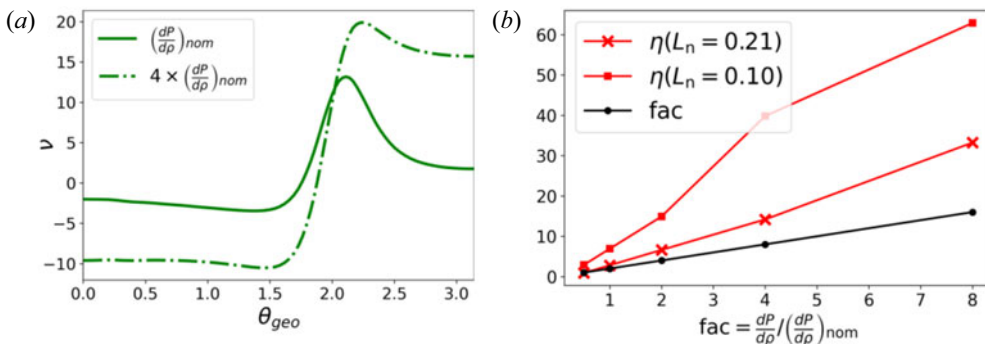 (a)
20
15
10
5
0
−5
−10
ν
(dP/dρ)nom
4 × (dP/dρ)nom
0.0 0.5 1.0 1.5 2.0 2.5 3.0
θgeo
(b)
60
50
40
30
20
10
0
η(Ln = 0.21)
η(Ln = 0.10)
fac
1 2 3 4 5 6 7 8
fac = dP/dρ/(dP/dρ)nom